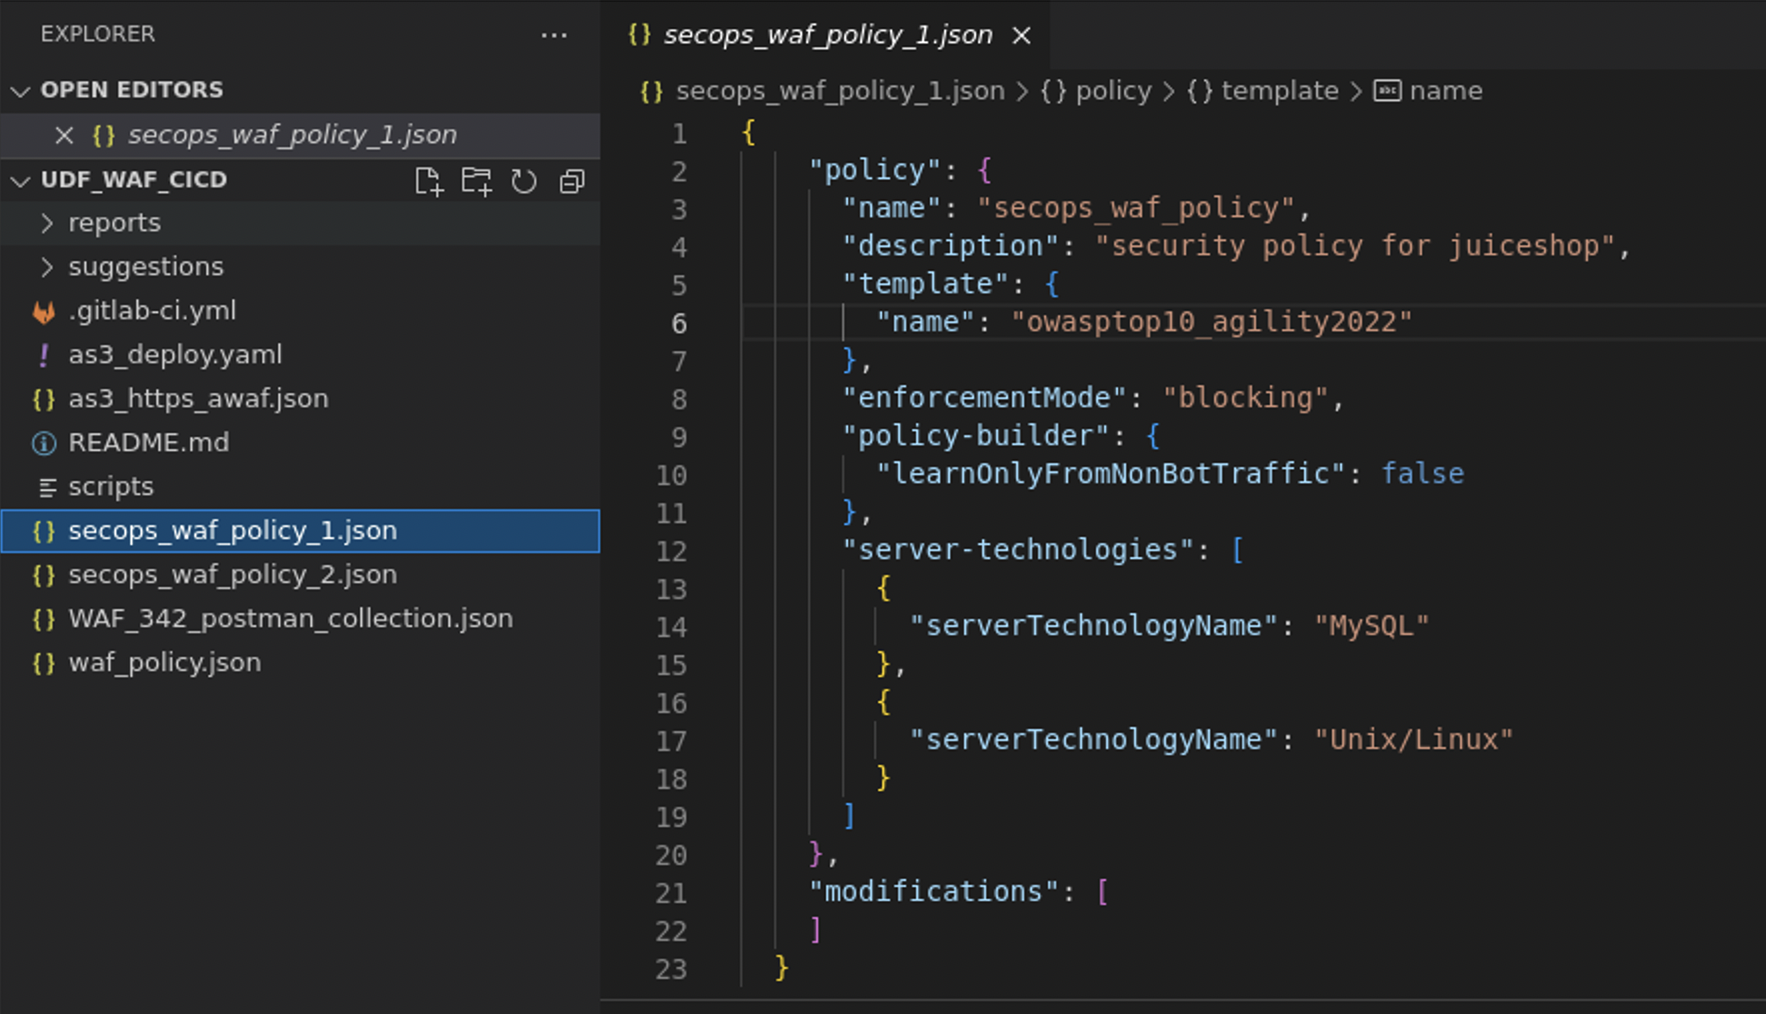 EXPLORER
OPEN EDITORS
secops_waf_policy_1.json
UDF_WAF_CICD
reports
suggestions
.gitlab-ci.yml
as3_deploy.yaml
as3_https_awaf.json
README.md
scripts
secops_waf_policy_1.json
secops_waf_policy_2.json
WAF_342_postman_collection.json
waf_policy.json
secops_waf_policy_1.json
secops_waf_policy_1.json > {} policy > {} template > abc name
1 {
2 "policy": {
3 "name": "secops_waf_policy",
4 "description": "security policy for juiceshop",
5 "template": {
6 "name": "owasptop10_agility2022"
7 },
8 "enforcementMode": "blocking",
9 "policy-builder": {
10 "learnOnlyFromNonBotTraffic": false
11 },
12 "server-technologies": [
13 {
14 "serverTechnologyName": "MySQL"
15 },
16 {
17 "serverTechnologyName": "Unix/Linux"
18 }
19 ]
20 },
21 "modifications": [
22 ]
23 }